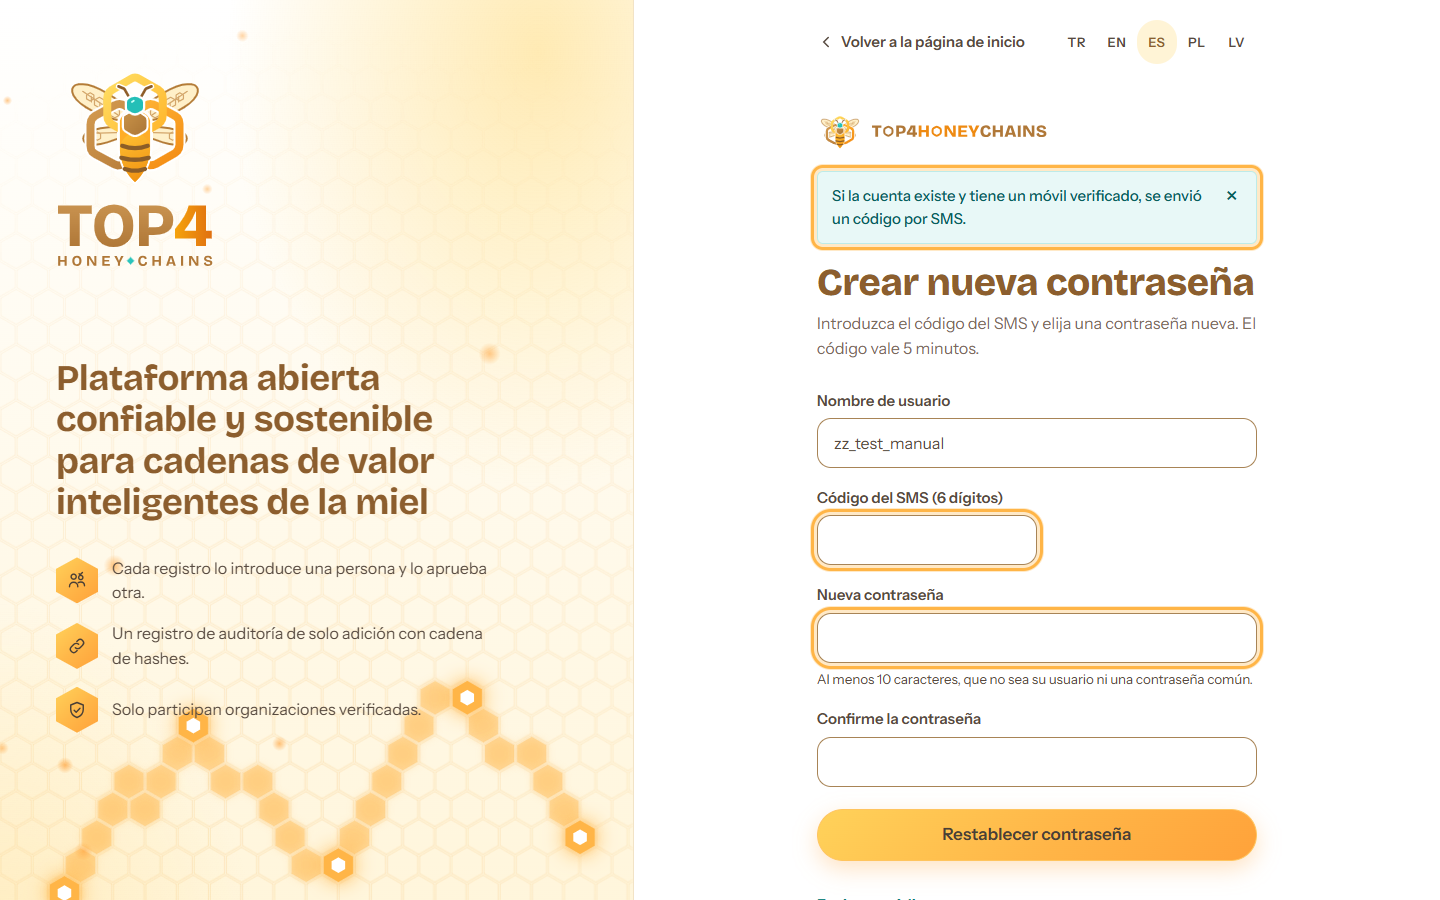 TOP4
HONEY◆CHAINS
Plataforma abierta
confiable y sostenible
para cadenas de valor
inteligentes de la miel
Cada registro lo introduce una persona y lo aprueba
otra.
Un registro de auditoría de solo adición con cadena
de hashes.
Solo participan organizaciones verificadas.
Volver a la página de inicio
TR EN ES PL LV
TOP4HONEYCHAINS
Si la cuenta existe y tiene un móvil verificado, se envió
un código por SMS.
×
Crear nueva contraseña
Introduzca el código del SMS y elija una contraseña nueva. El
código vale 5 minutos.
Nombre de usuario
zz_test_manual
Código del SMS (6 dígitos)
Nueva contraseña
Al menos 10 caracteres, que no sea su usuario ni una contraseña común.
Confirme la contraseña
Restablecer contraseña